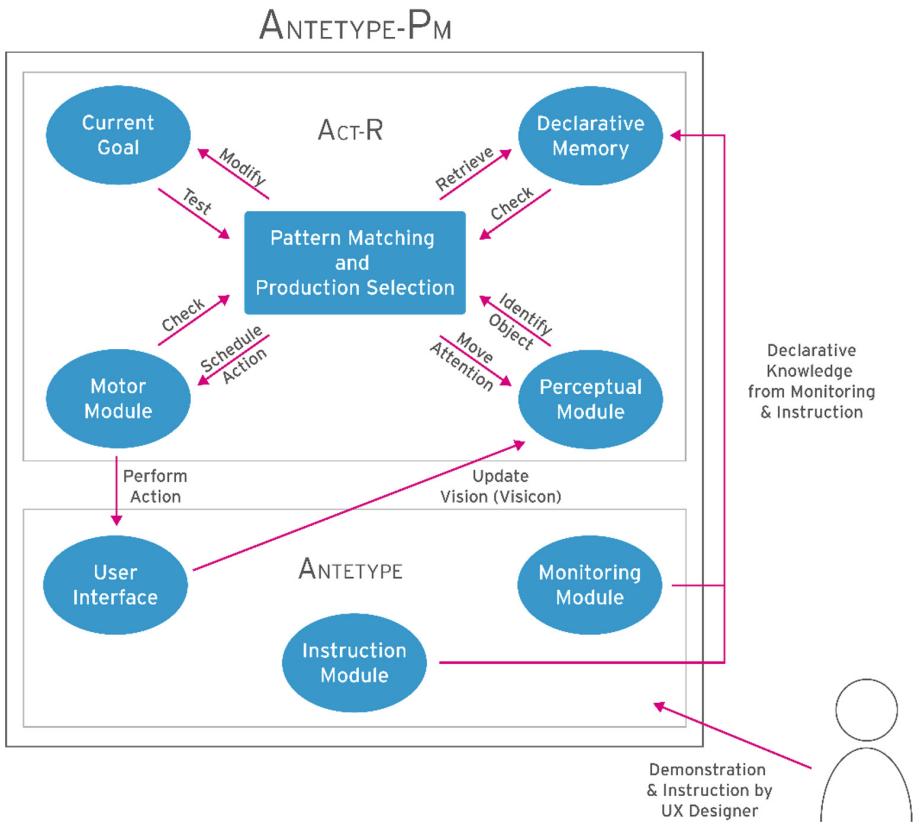 ANTETYPE-PM
ACT-R
Current
Goal
Declarative
Memory
Modify
Test
Retrieve
Check
Pattern Matching
and
Production Selection
Check
Schedule
Action
Identify
Object
Move
Attention
Motor
Module
Perceptual
Module
Declarative
Knowledge
from Monitoring
& Instruction
Perform
Action
Update
Vision (Visicon)
ANTETYPE
User
Interface
Monitoring
Module
Instruction
Module
Demonstration
& Instruction by
UX Designer